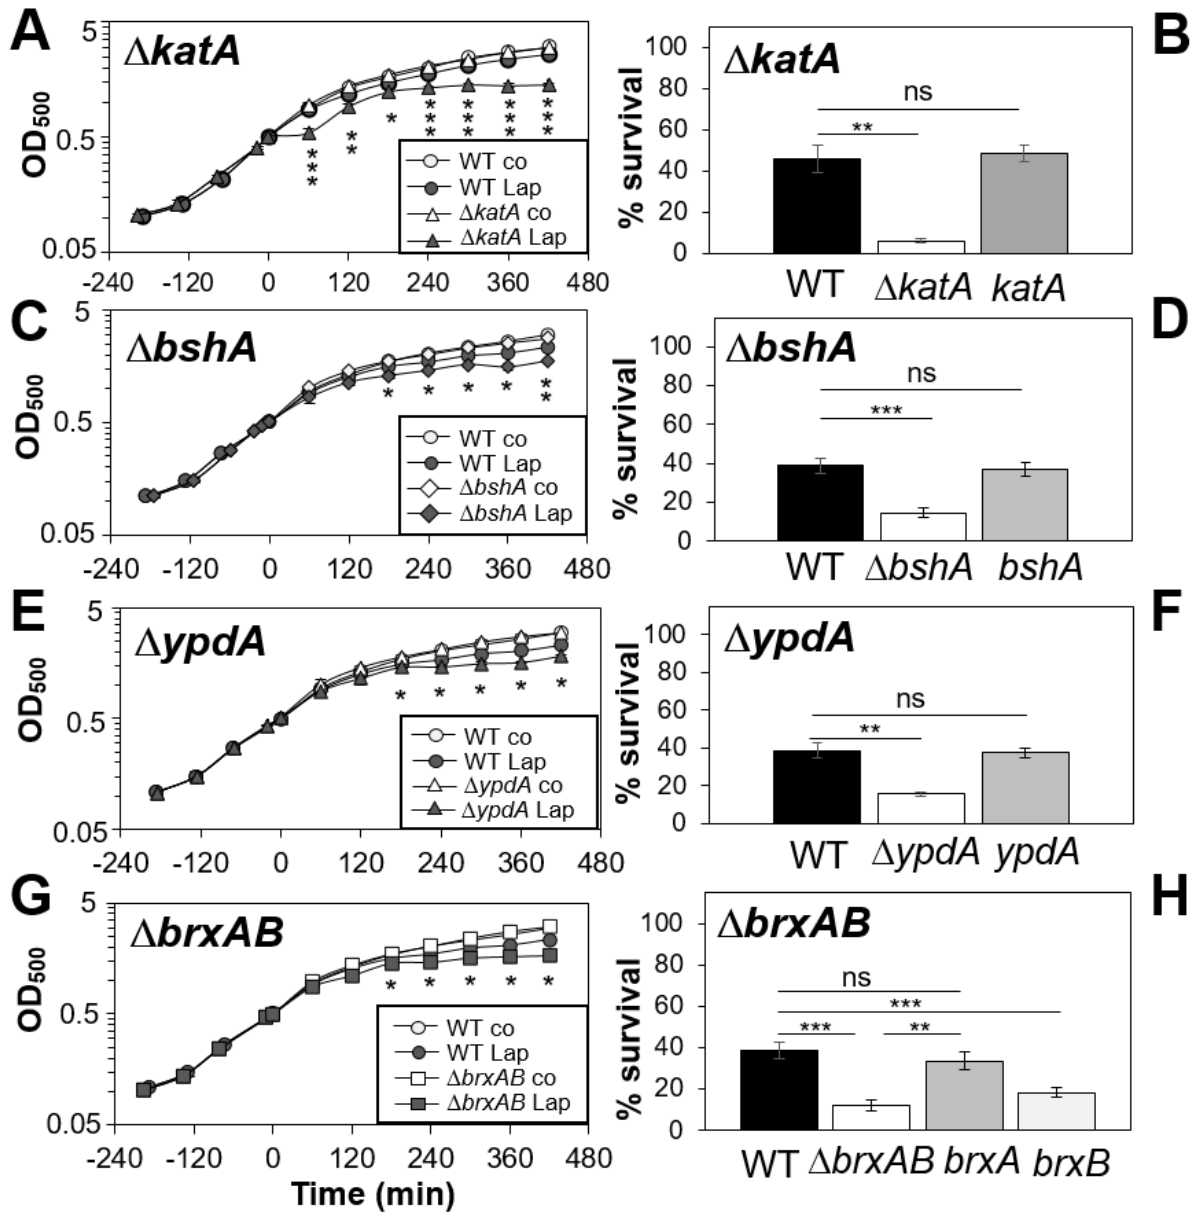 A
ΔkatA
5
0.5
0.05
OD500
*
* *
* * *
* * *
* * *
* * *
* * *
WT co
WT Lap
ΔkatA co
ΔkatA Lap
-240 -120 0 120 240 360 480
B
ΔkatA
100
80
60
40
20
0
% survival
ns
**
WT ΔkatA katA
C
ΔbshA
5
0.5
0.05
OD500
* * * * * *
WT co
WT Lap
ΔbshA co
ΔbshA Lap
-240 -120 0 120 240 360 480
D
ΔbshA
100
80
60
40
20
0
% survival
ns
***
WT ΔbshA bshA
E
ΔypdA
5
0.5
0.05
OD500
* * * * *
WT co
WT Lap
ΔypdA co
ΔypdA Lap
-240 -120 0 120 240 360 480
F
ΔypdA
100
80
60
40
20
0
% survival
ns
**
WT ΔypdA ypdA
G
ΔbrxAB
5
0.5
0.05
OD500
* * * * *
WT co
WT Lap
ΔbrxAB co
ΔbrxAB Lap
-240 -120 0 120 240 360 480
Time (min)
H
ΔbrxAB
100
80
60
40
20
0
% survival
ns
***
*** **
WT ΔbrxAB brxA brxB